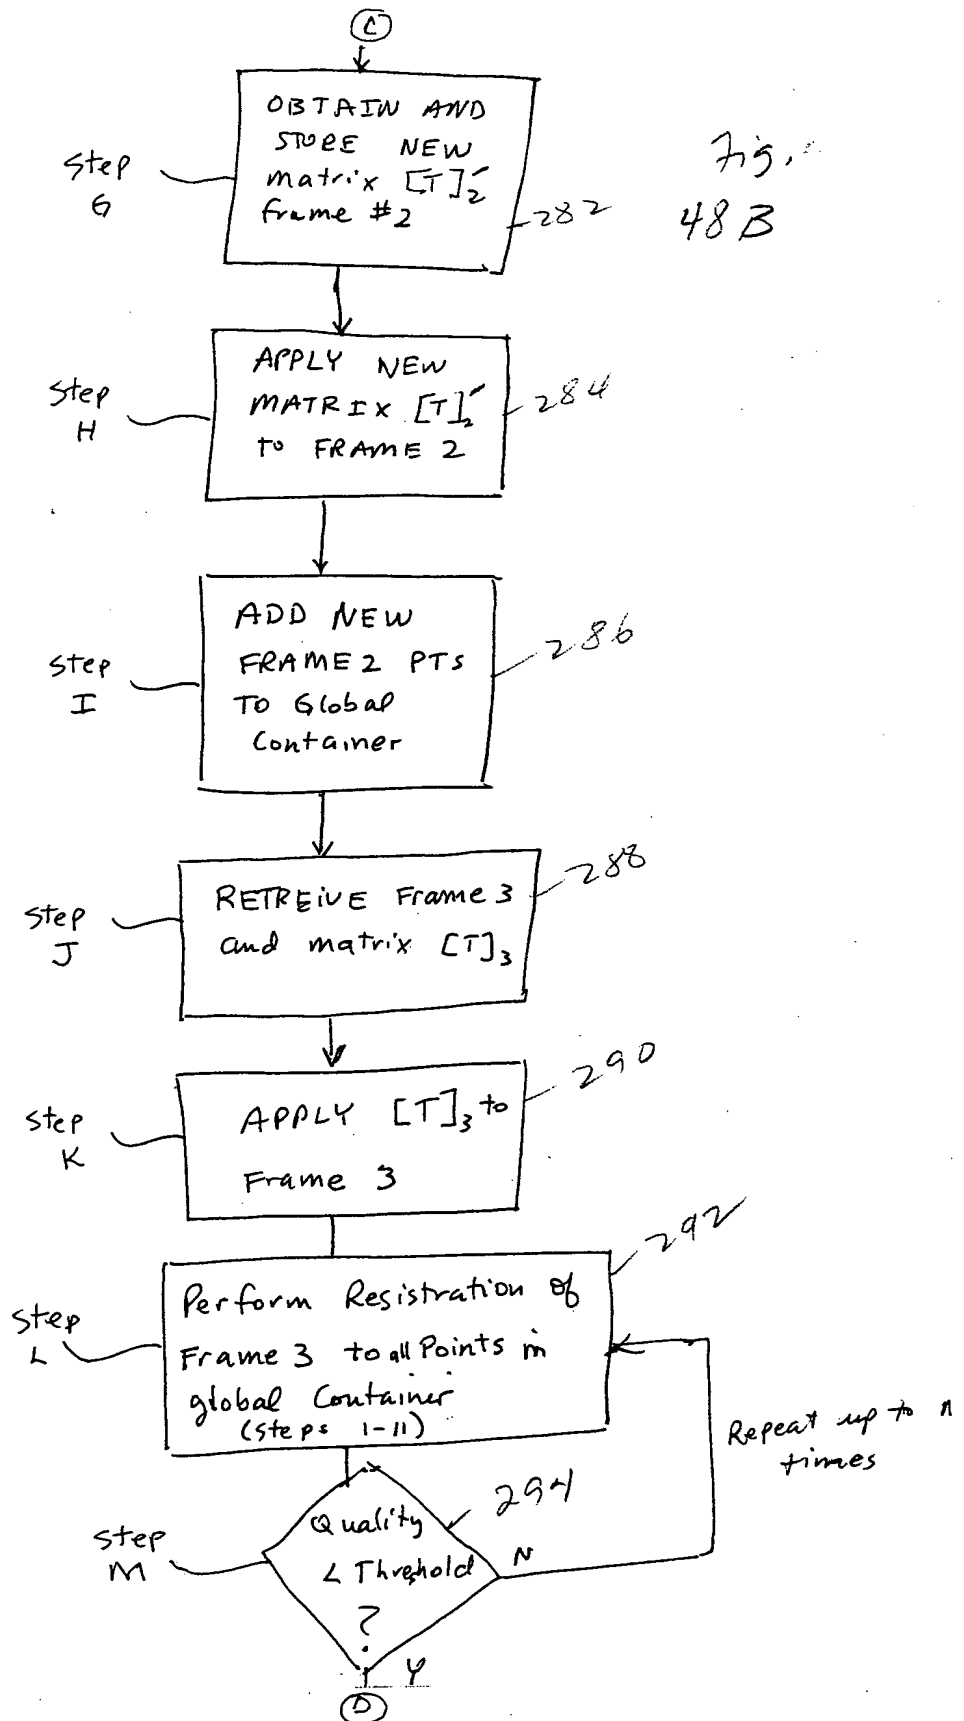 C
OBTAIN AND
STORE NEW
matrix [T]₂′
frame #2
Step
G
282
Fig.
48 B
APPLY NEW
MATRIX [T]₂′
to FRAME 2
Step
H
284
ADD NEW
FRAME 2 PTS
TO Global
Container
Step
I
286
RETREIVE Frame 3
and matrix [T]₃
Step
J
288
APPLY [T]₃ to
Frame 3
Step
K
290
Perform Resistration of
Frame 3 to all Points in
global Container
(Steps 1-11)
Step
L
292
Repeat up to n
times
Quality
< Threshold
?
Step
M
294
N
Y
D